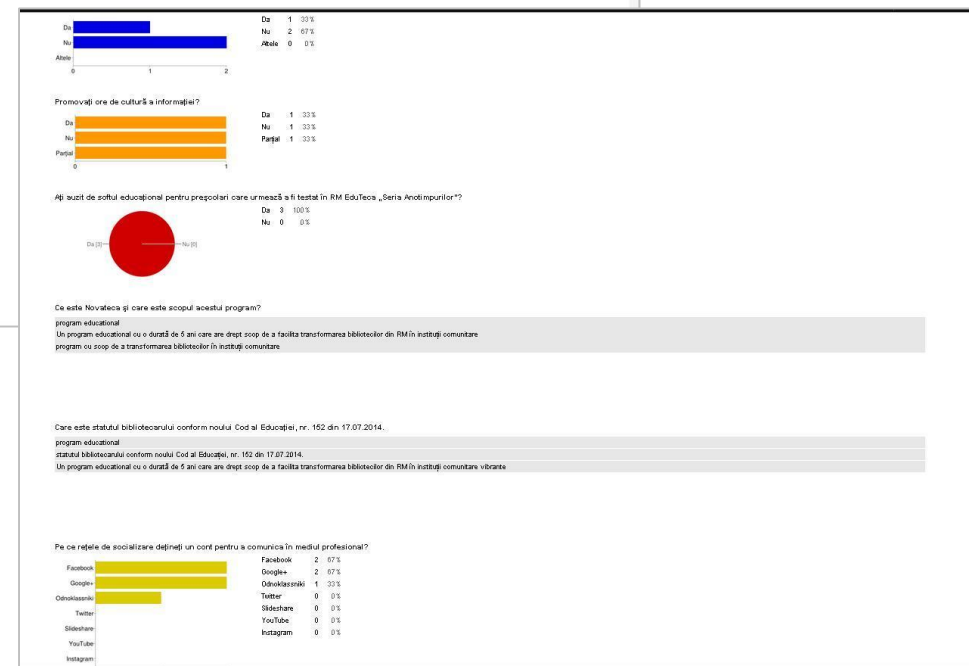 Da
Nu
Altele
0 1 2
Da 1 33%
Nu 2 67%
Altele 0 0%
Promovați ore de cultură a informației?
Da
Nu
Parțial
0 1
Da 1 33%
Nu 1 33%
Parțial 1 33%
Ați auzit de softul educațional pentru preșcolari care urmează a fi testat în RM EduTeca „Seria Anotimpurilor"?
Da [3]
Nu [0]
Da 3 100%
Nu 0 0%
Ce este Novateca și care este scopul acestui program?
program educational
Un program educational cu o durată de 5 ani care are drept scop de a facilita transformarea bibliotecilor din RM în instituții comunitare
program cu scop de a transformarea bibliotecilor în instituții comunitare
Care este statutul bibliotecarului conform noului Cod al Educației, nr. 152 din 17.07.2014.
program educational
statutul bibliotecarului conform noului Cod al Educației, nr. 152 din 17.07.2014.
Un program educational cu o durată de 5 ani care are drept scop de a facilita transformarea bibliotecilor din RM în instituții comunitare vibrante
Pe ce rețele de socializare dețineți un cont pentru a comunica în mediul profesional?
Facebook
Google+
Odnoklassniki
Twitter
Slideshare
YouTube
Instagram
Facebook 2 67%
Google+ 2 67%
Odnoklassniki 1 33%
Twitter 0 0%
Slideshare 0 0%
YouTube 0 0%
Instagram 0 0%